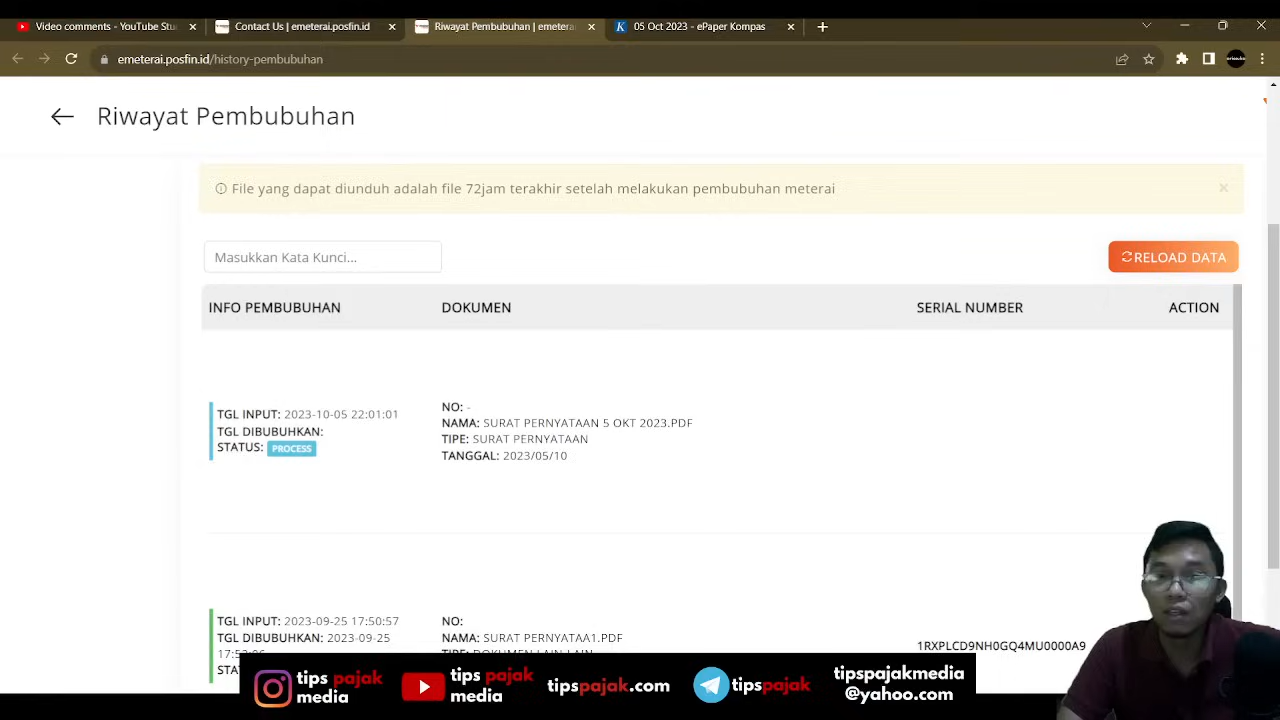 Video comments - YouTube Stu
Contact Us | emeterai.posfin.id
Riwayat Pembubuhan | emeterai
05 Oct 2023 - ePaper Kompas
emeterai.posfin.id/history-pembubuhan
Riwayat Pembubuhan
File yang dapat diunduh adalah file 72jam terakhir setelah melakukan pembubuhan meterai
Masukkan Kata Kunci...
RELOAD DATA
INFO PEMBUBUHAN DOKUMEN SERIAL NUMBER ACTION
TGL INPUT: 2023-10-05 22:01:01
TGL DIBUBUHKAN:
STATUS: PROCESS
NO: -
NAMA: SURAT PERNYATAAN 5 OKT 2023.PDF
TIPE: SURAT PERNYATAAN
TANGGAL: 2023/05/10
TGL INPUT: 2023-09-25 17:50:57
TGL DIBUBUHKAN: 2023-09-25
NO:
NAMA: SURAT PERNYATAA1.PDF
TIPE: DOKUMEN LAIN-LAIN
1RXPLCD9NH0GQ4MU0000A9
tips pajak
media
tips pajak
media
tipspajak.com
tipspajak
tipspajakmedia
@yahoo.com